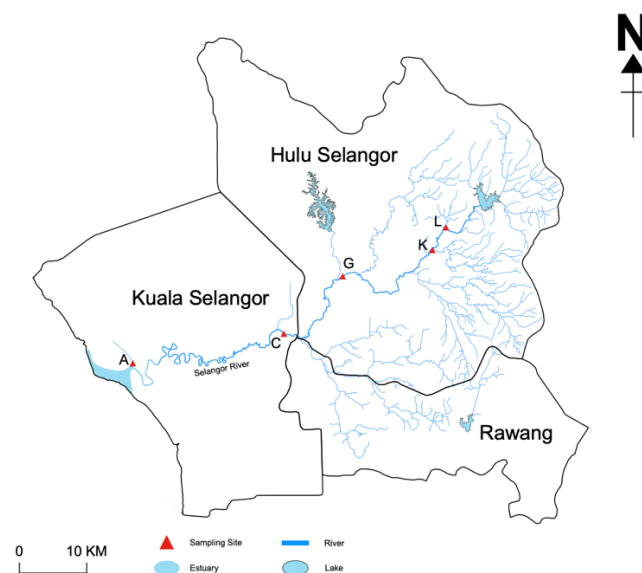 N
Hulu Selangor
L
K
G
Kuala Selangor
C
A
Selangor River
Rawang
Sampling Site
River
0
10 KM
Estuary
Lake